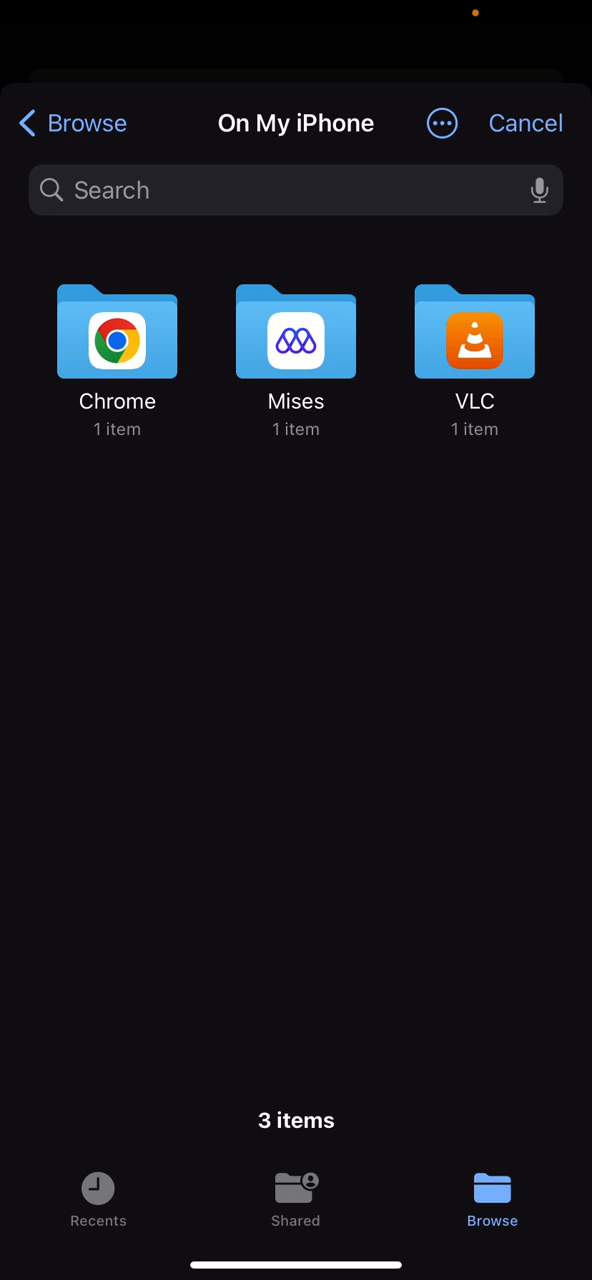 Browse
On My iPhone
Cancel
Search
Chrome
Mises
VLC
1 item
1 item
1 item
3 items
Recents
Shared
Browse